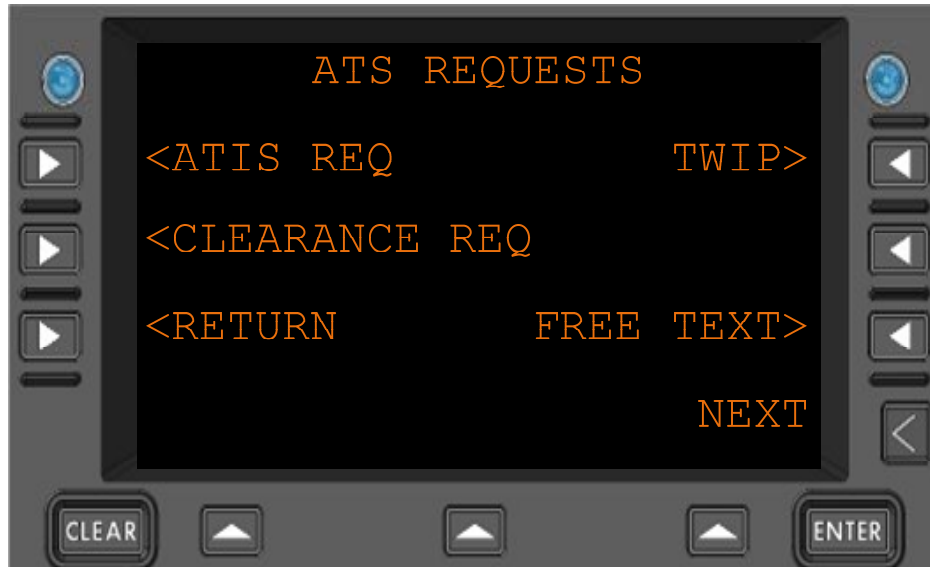 ATS REQUESTS
<ATIS REQ TWIP>
<CLEARANCE REQ
<RETURN FREE TEXT>
NEXT
CLEAR ENTER